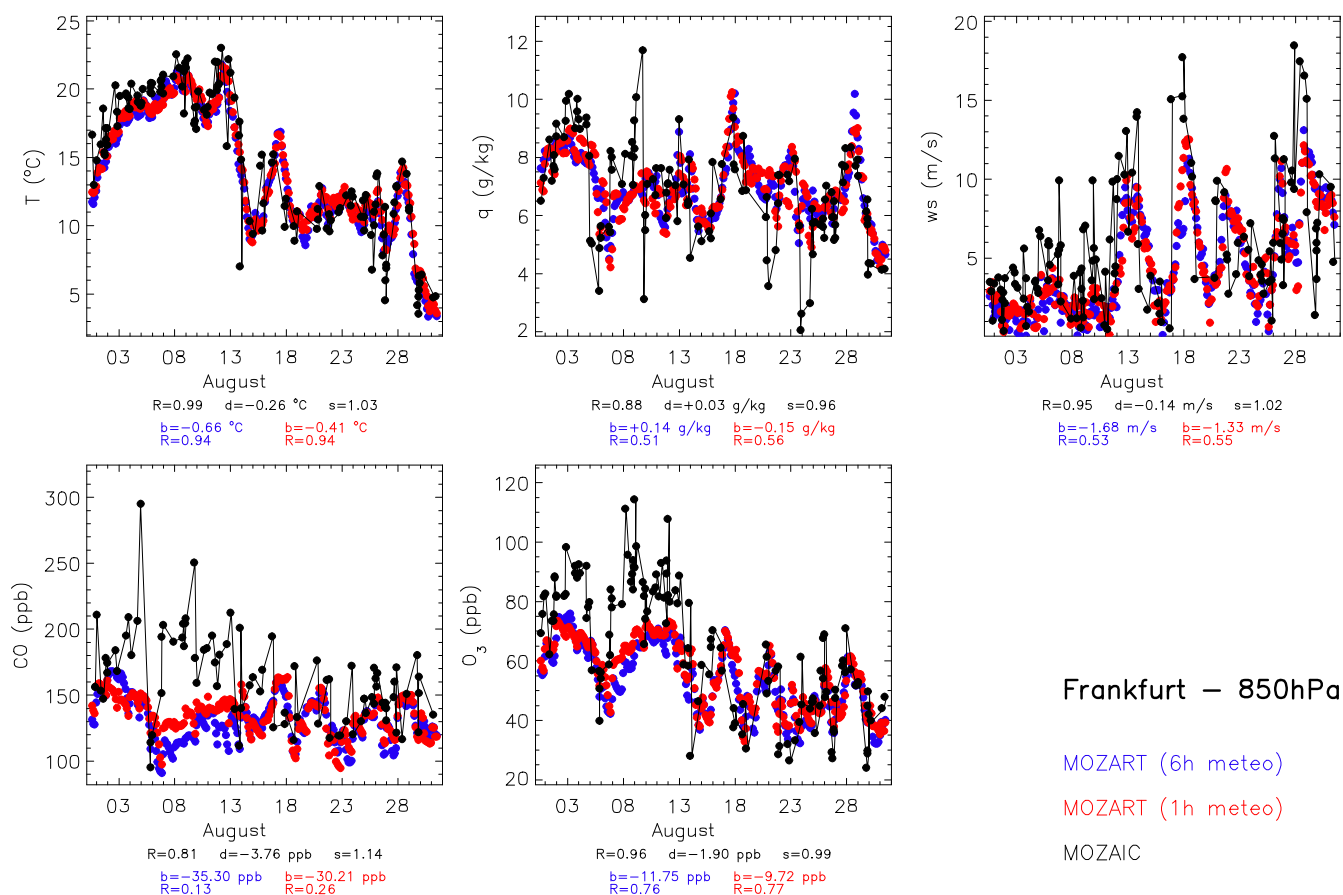 25
20
15
10
5
T (°C)
03 08 13 18 23 28
August
R=0.99 d=−0.26 °C s=1.03
b=−0.66 °C b=−0.41 °C
R=0.94 R=0.94
12
10
8
6
4
2
q (g/kg)
03 08 13 18 23 28
August
R=0.88 d=+0.03 g/kg s=0.96
b=+0.14 g/kg b=−0.15 g/kg
R=0.51 R=0.56
20
15
10
5
ws (m/s)
03 08 13 18 23 28
August
R=0.95 d=−0.14 m/s s=1.02
b=−1.68 m/s b=−1.33 m/s
R=0.53 R=0.55
300
250
200
150
100
CO (ppb)
03 08 13 18 23 28
August
R=0.81 d=−3.76 ppb s=1.14
b=−35.30 ppb b=−30.21 ppb
R=0.13 R=0.26
120
100
80
60
40
20
O₃ (ppb)
03 08 13 18 23 28
August
R=0.96 d=−1.90 ppb s=0.99
b=−11.75 ppb b=−9.72 ppb
R=0.76 R=0.77
Frankfurt − 850hPa
MOZART (6h meteo)
MOZART (1h meteo)
MOZAIC